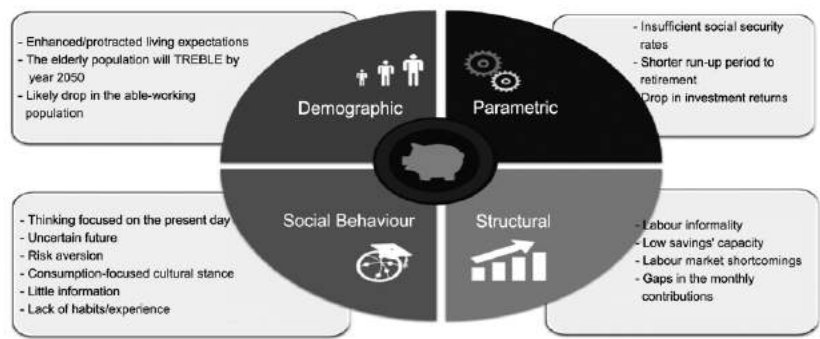 - Enhanced/protracted living expectations
- The elderly population will TREBLE by
year 2050
- Likely drop in the able-working
population
Demographic
Parametric
- Insufficient social security
rates
- Shorter run-up period to
retirement
- Drop in investment returns
- Thinking focused on the present day
- Uncertain future
- Risk aversion
- Consumption-focused cultural stance
- Little information
- Lack of habits/experience
Social Behaviour
Structural
- Labour informality
- Low savings' capacity
- Labour market shortcomings
- Gaps in the monthly
contributions